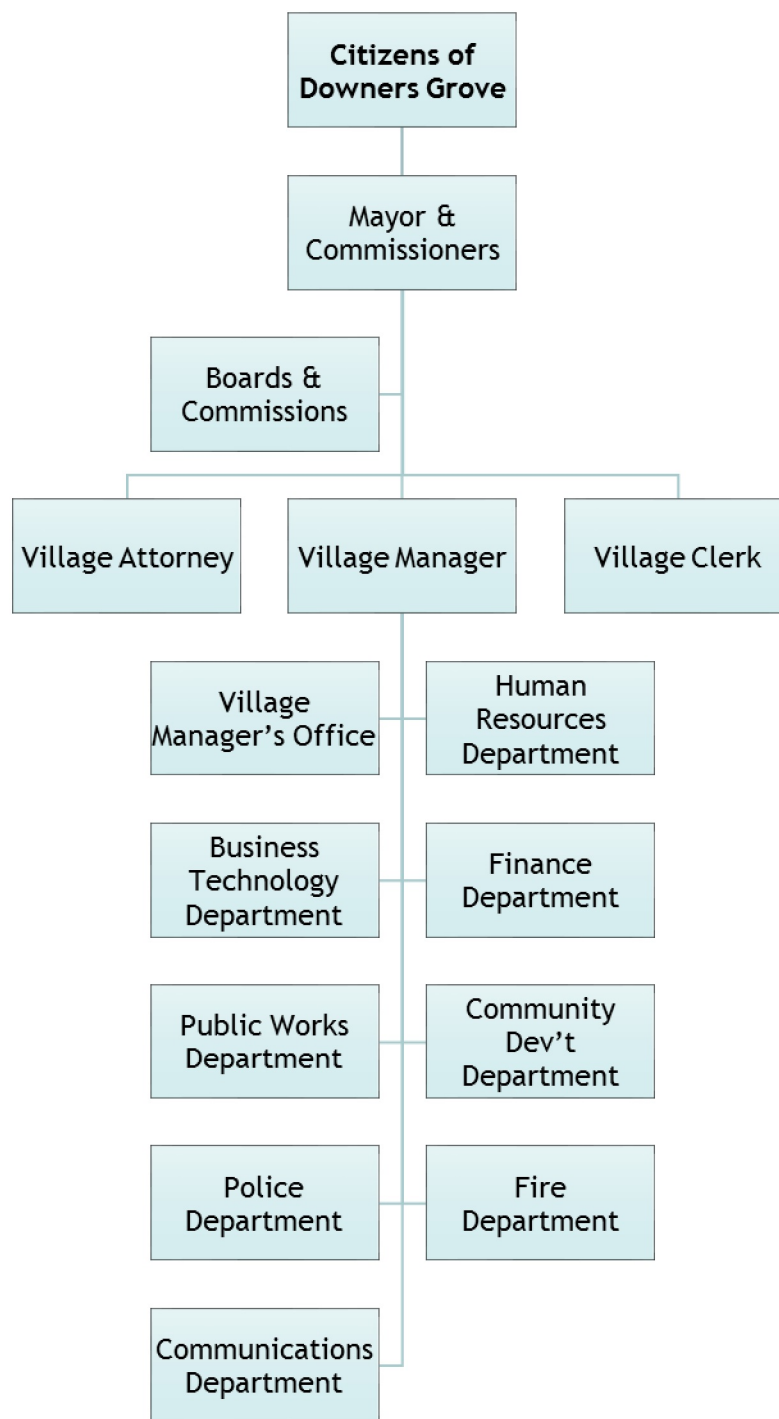 Citizens of
Downers Grove
Mayor &
Commissioners
Boards &
Commissions
Village Attorney
Village Manager
Village Clerk
Village
Manager’s Office
Human
Resources
Department
Business
Technology
Department
Finance
Department
Public Works
Department
Community
Dev’t
Department
Police
Department
Fire
Department
Communications
Department